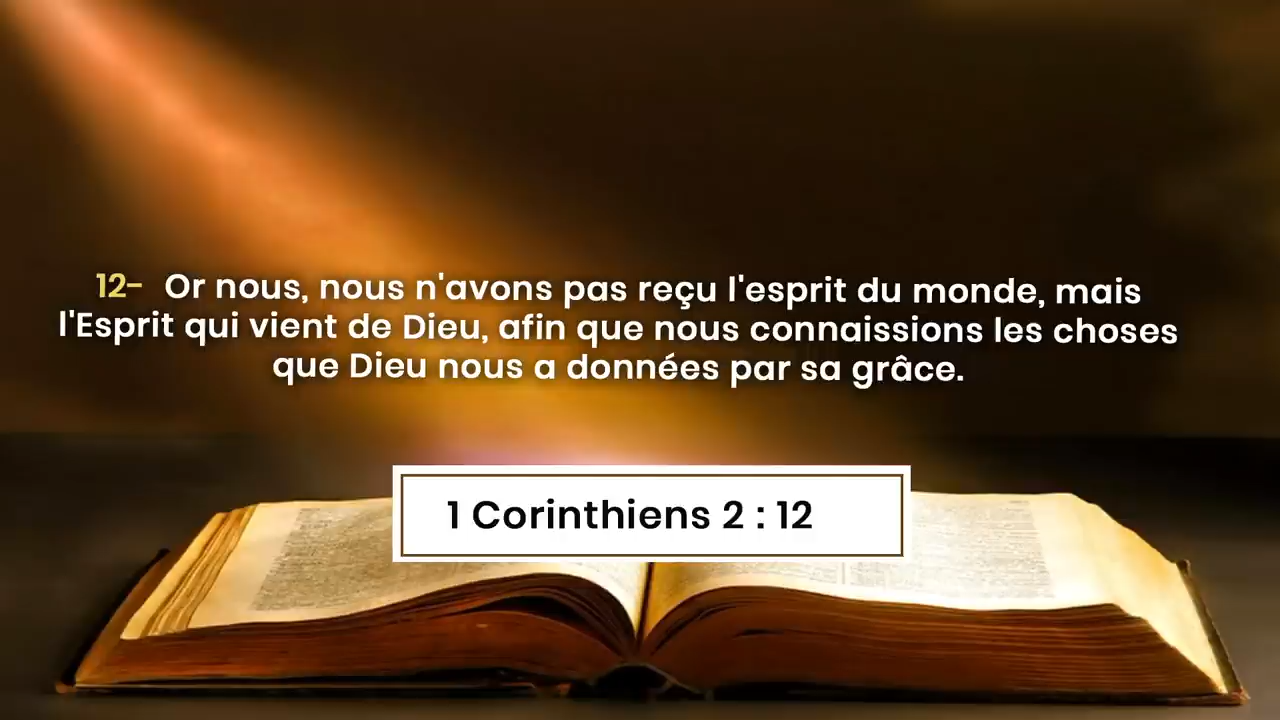 12- Or nous, nous n'avons pas reçu l'esprit du monde, mais
l'Esprit qui vient de Dieu, afin que nous connaissions les choses
que Dieu nous a données par sa grâce.
1 Corinthiens 2 : 12